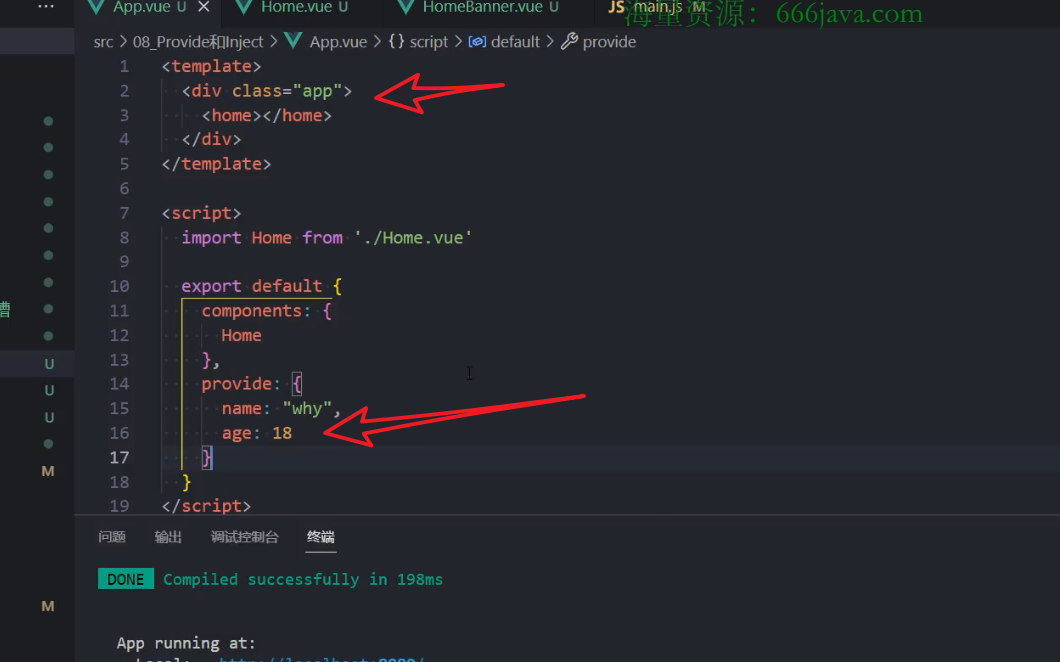 App.vue U
Home.vue U
HomeBanner.vue U
JS main.js M
海量资源：666java.com
src > 08_Provide和Inject > App.vue > {} script > default > provide
1 <template>
2 <div class="app">
3 <home></home>
4 </div>
5 </template>
6
7 <script>
8 import Home from './Home.vue'
9
10 export default {
11 components: {
12 Home
13 },
14 provide: {
15 name: "why",
16 age: 18
17 }
18 }
19 </script>
槽
U
U
U
M
M
问题 输出 调试控制台 终端
DONE Compiled successfully in 198ms
App running at:
- Local: http://localhost:8080/